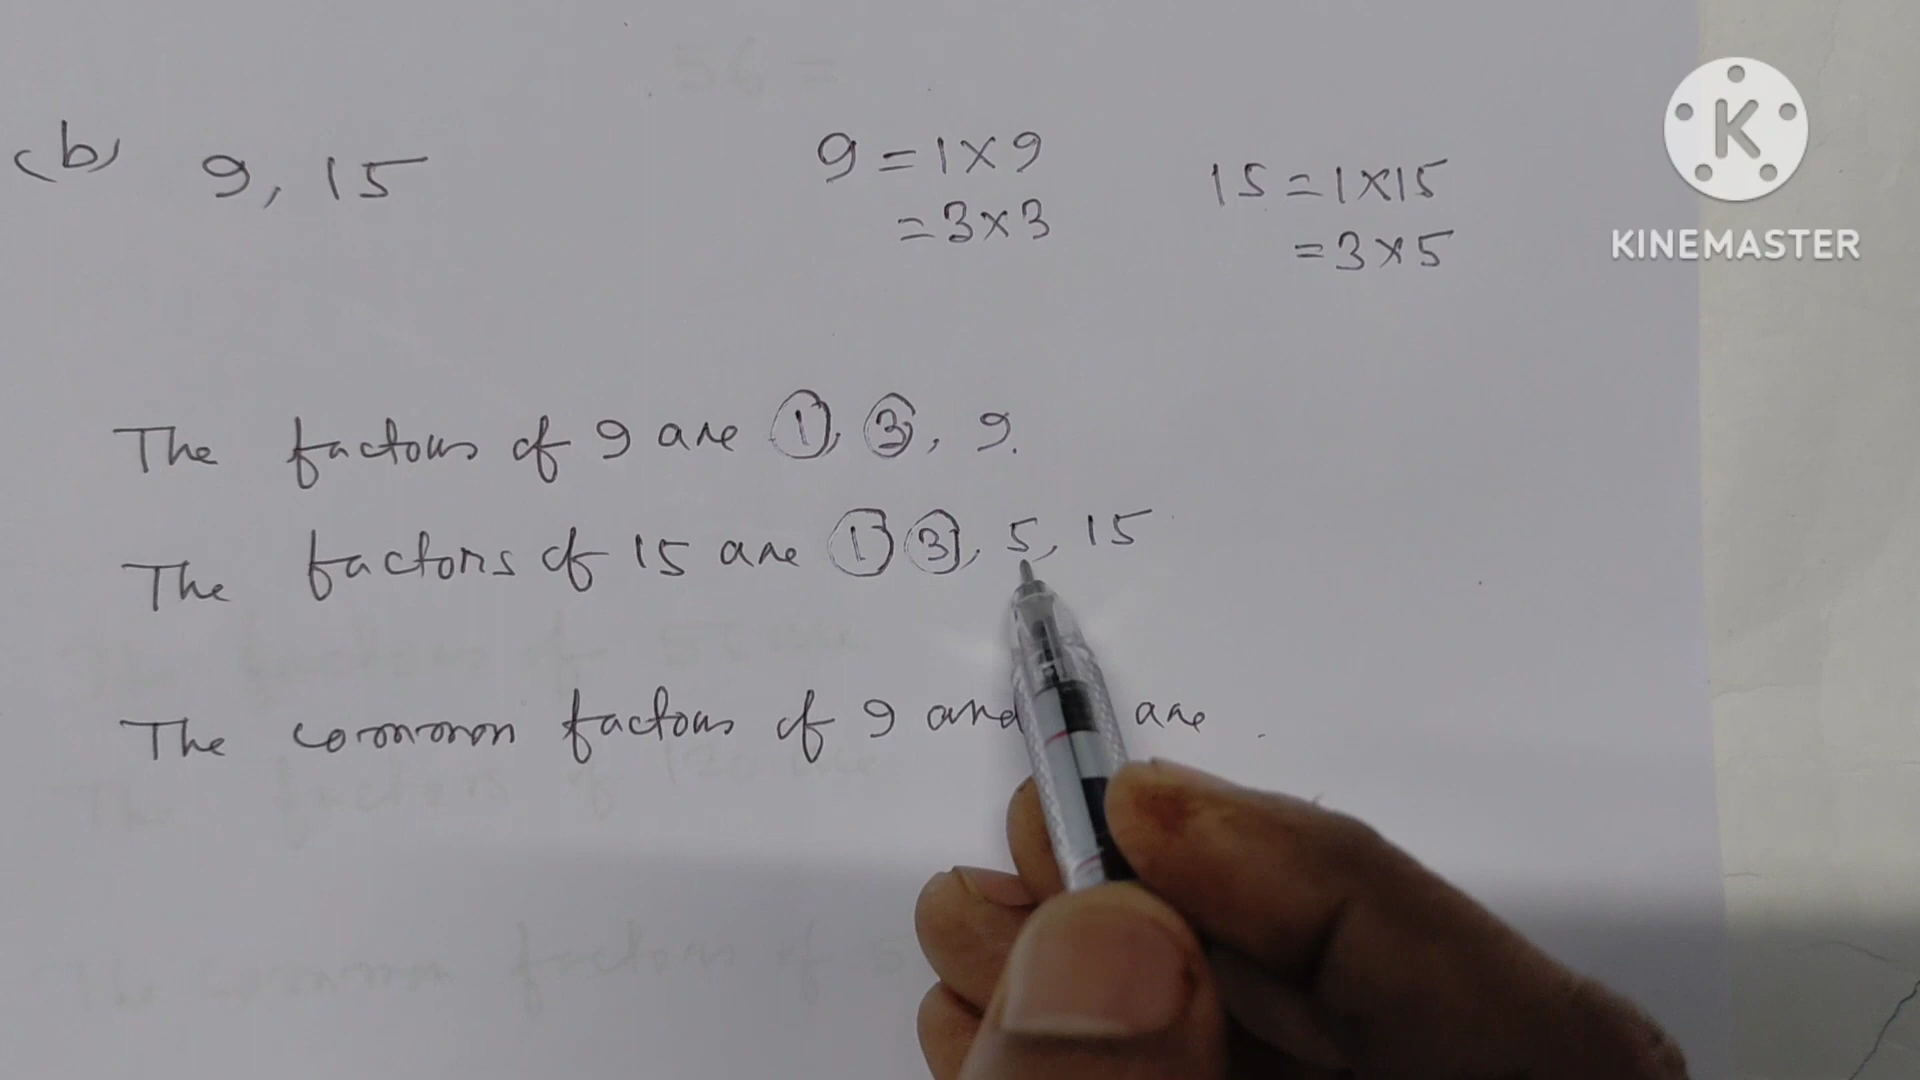 (b) 9, 15
9 = 1 × 9
= 3 × 3
15 = 1 × 15
= 3 × 5
K
KINEMASTER
The factors of 9 are 1, 3, 9.
The factors of 15 are 1 3, 5, 15
The common factors of 9 and are